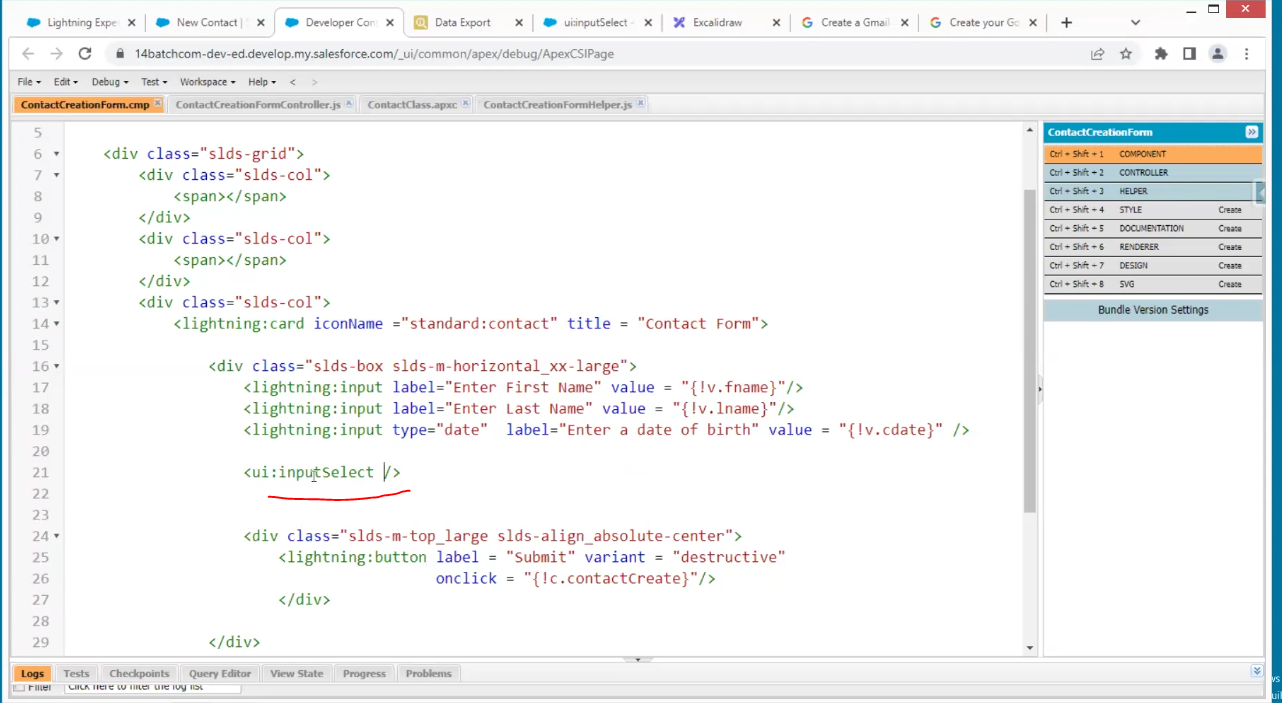 Lightning Expe
New Contact |
Developer Con
Data Export
ui:inputSelect -
Excalidraw
Create a Gmail
Create your Go
14batchcom-dev-ed.develop.my.salesforce.com/_ui/common/apex/debug/ApexCSIPage
File Edit Debug Test Workspace Help < >
ContactCreationForm.cmp
ContactCreationFormController.js
ContactClass.apxc
ContactCreationFormHelper.js
5
6 <div class="slds-grid">
7 <div class="slds-col">
8 <span></span>
9 </div>
10 <div class="slds-col">
11 <span></span>
12 </div>
13 <div class="slds-col">
14 <lightning:card iconName ="standard:contact" title = "Contact Form">
15
16 <div class="slds-box slds-m-horizontal_xx-large">
17 <lightning:input label="Enter First Name" value = "{!v.fname}"/>
18 <lightning:input label="Enter Last Name" value = "{!v.lname}"/>
19 <lightning:input type="date"  label="Enter a date of birth" value = "{!v.cdate}" />
20
21 <ui:inputSelect />
22
23
24 <div class="slds-m-top_large slds-align_absolute-center">
25 <lightning:button label = "Submit" variant = "destructive"
26 onclick = "{!c.contactCreate}"/>
27 </div>
28
29 </div>
ContactCreationForm
Ctrl + Shift + 1 COMPONENT
Ctrl + Shift + 2 CONTROLLER
Ctrl + Shift + 3 HELPER
Ctrl + Shift + 4 STYLE Create
Ctrl + Shift + 5 DOCUMENTATION Create
Ctrl + Shift + 6 RENDERER Create
Ctrl + Shift + 7 DESIGN Create
Ctrl + Shift + 8 SVG Create
Bundle Version Settings
Logs Tests Checkpoints Query Editor View State Progress Problems
Filter Click here to filter the log list